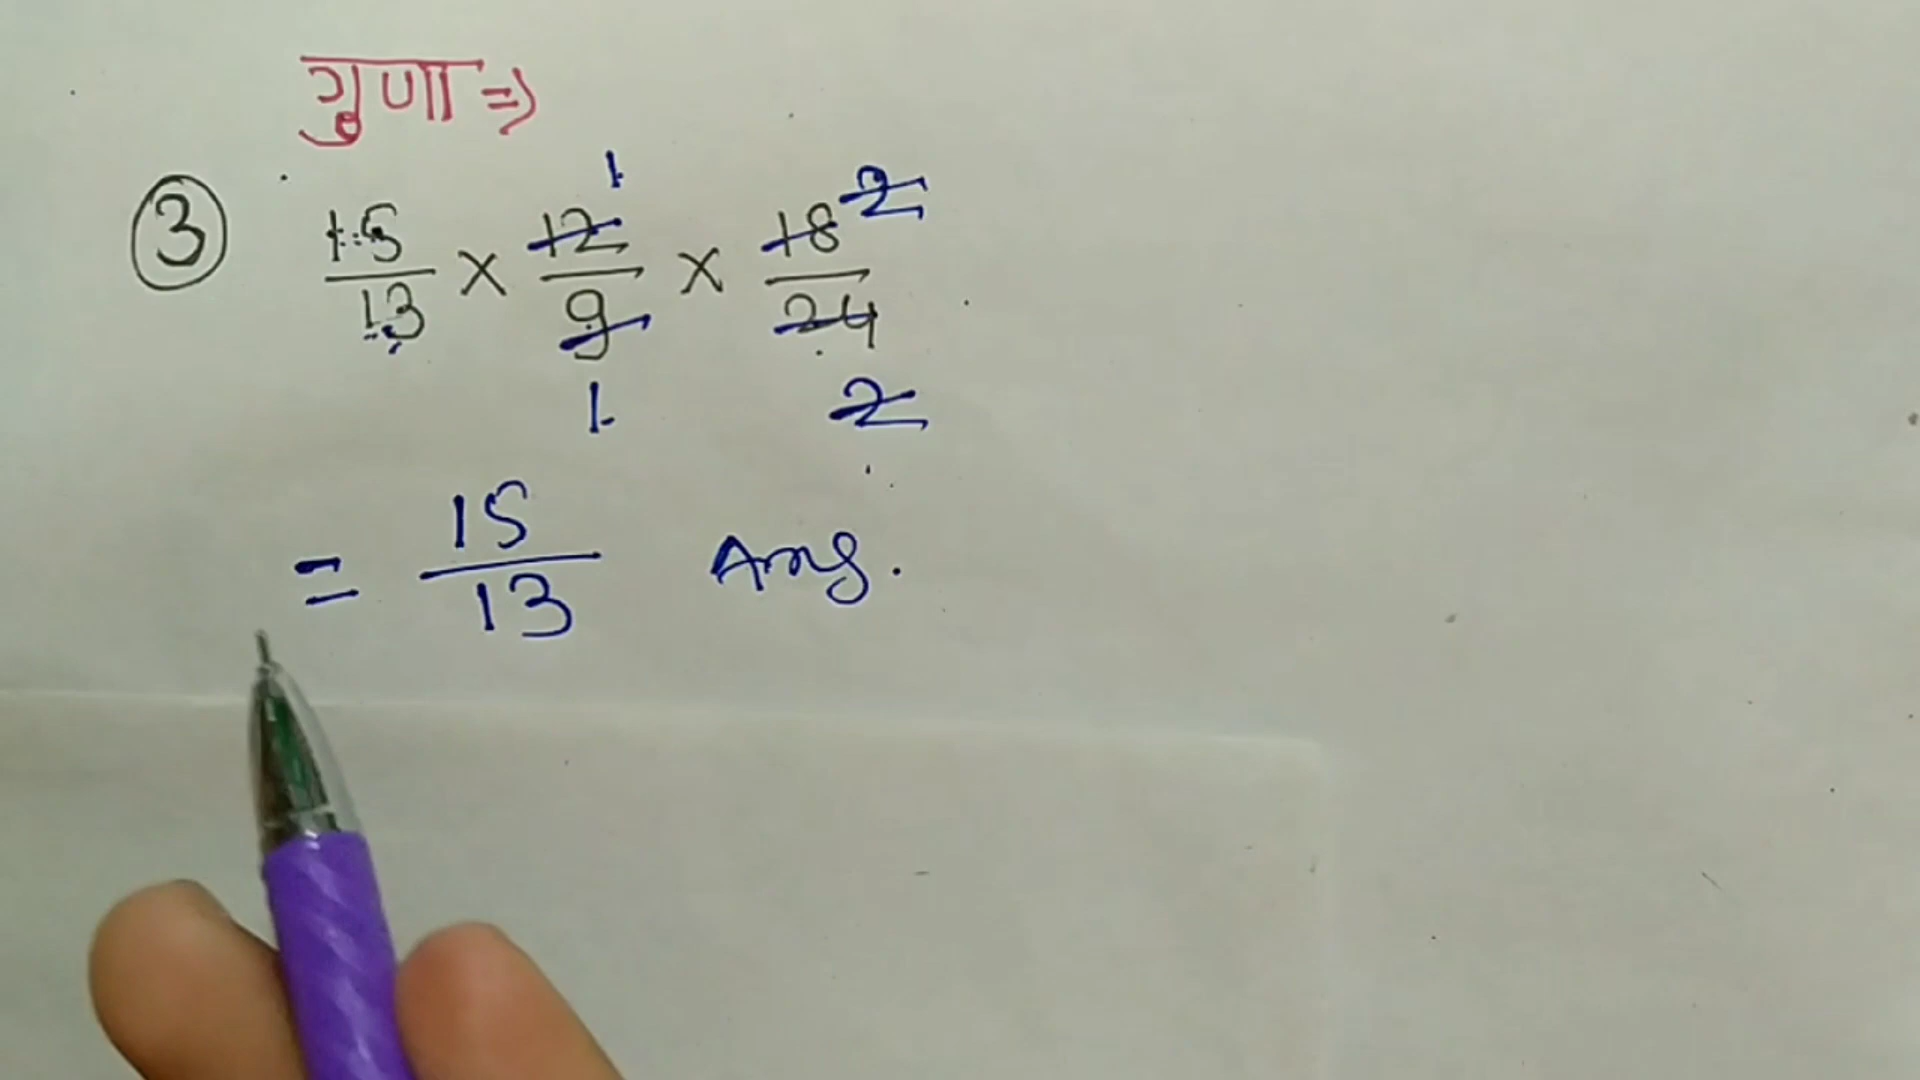 गुणा ⇒
③ 15/13 × 12/9 × 18/24
1 2
1 2
= 15/13 Ans.